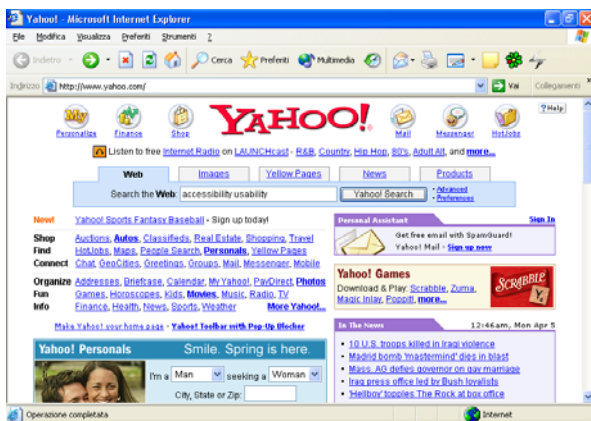 Yahoo! - Microsoft Internet Explorer
File Modifica Visualizza Preferiti Strumenti ?
Indietro Cerca Preferiti Multimedia
Indirizzo http://www.yahoo.com/ Vai Collegamenti
My YAHOO! ? Help
Personalize Finance Shop Mail Messenger HotJobs
Listen to free Internet Radio on LAUNCHcast - R&B, Country, Hip Hop, 80's, Adult Alt, and more...
Web Images Yellow Pages News Products
Search the Web: accessibility usability Yahoo! Search · Advanced
· Preferences
New! Yahoo! Sports Fantasy Baseball - Sign up today!
Shop Auctions, Autos, Classifieds, Real Estate, Shopping, Travel
Find HotJobs, Maps, People Search, Personals, Yellow Pages
Connect Chat, GeoCities, Greetings, Groups, Mail, Messenger, Mobile
Organize Addresses, Briefcase, Calendar, My Yahoo!, PayDirect, Photos
Fun Games, Horoscopes, Kids, Movies, Music, Radio, TV
Info Finance, Health, News, Sports, Weather More Yahoo!...
Make Yahoo! your home page - Yahoo! Toolbar with Pop-Up Blocker
Yahoo! Personals Smile. Spring is here.
I'm a Man seeking a Woman
City, State or Zip:
Personal Assistant Sign In
Get free email with SpamGuard!
Yahoo! Mail - Sign up now
Yahoo! Games
Download & Play: Scrabble, Zuma,
Magic Inlay, Poppit!, more...
SCRABBLE
In The News 12:46am, Mon Apr 5
• 10 U.S. troops killed in Iraqi violence
• Madrid bomb 'mastermind' dies in blast
• Mass. AG defies governor on gay marriage
• Iraq press office led by Bush loyalists
• 'Hellboy' topples The Rock at box office
Operazione completata Internet